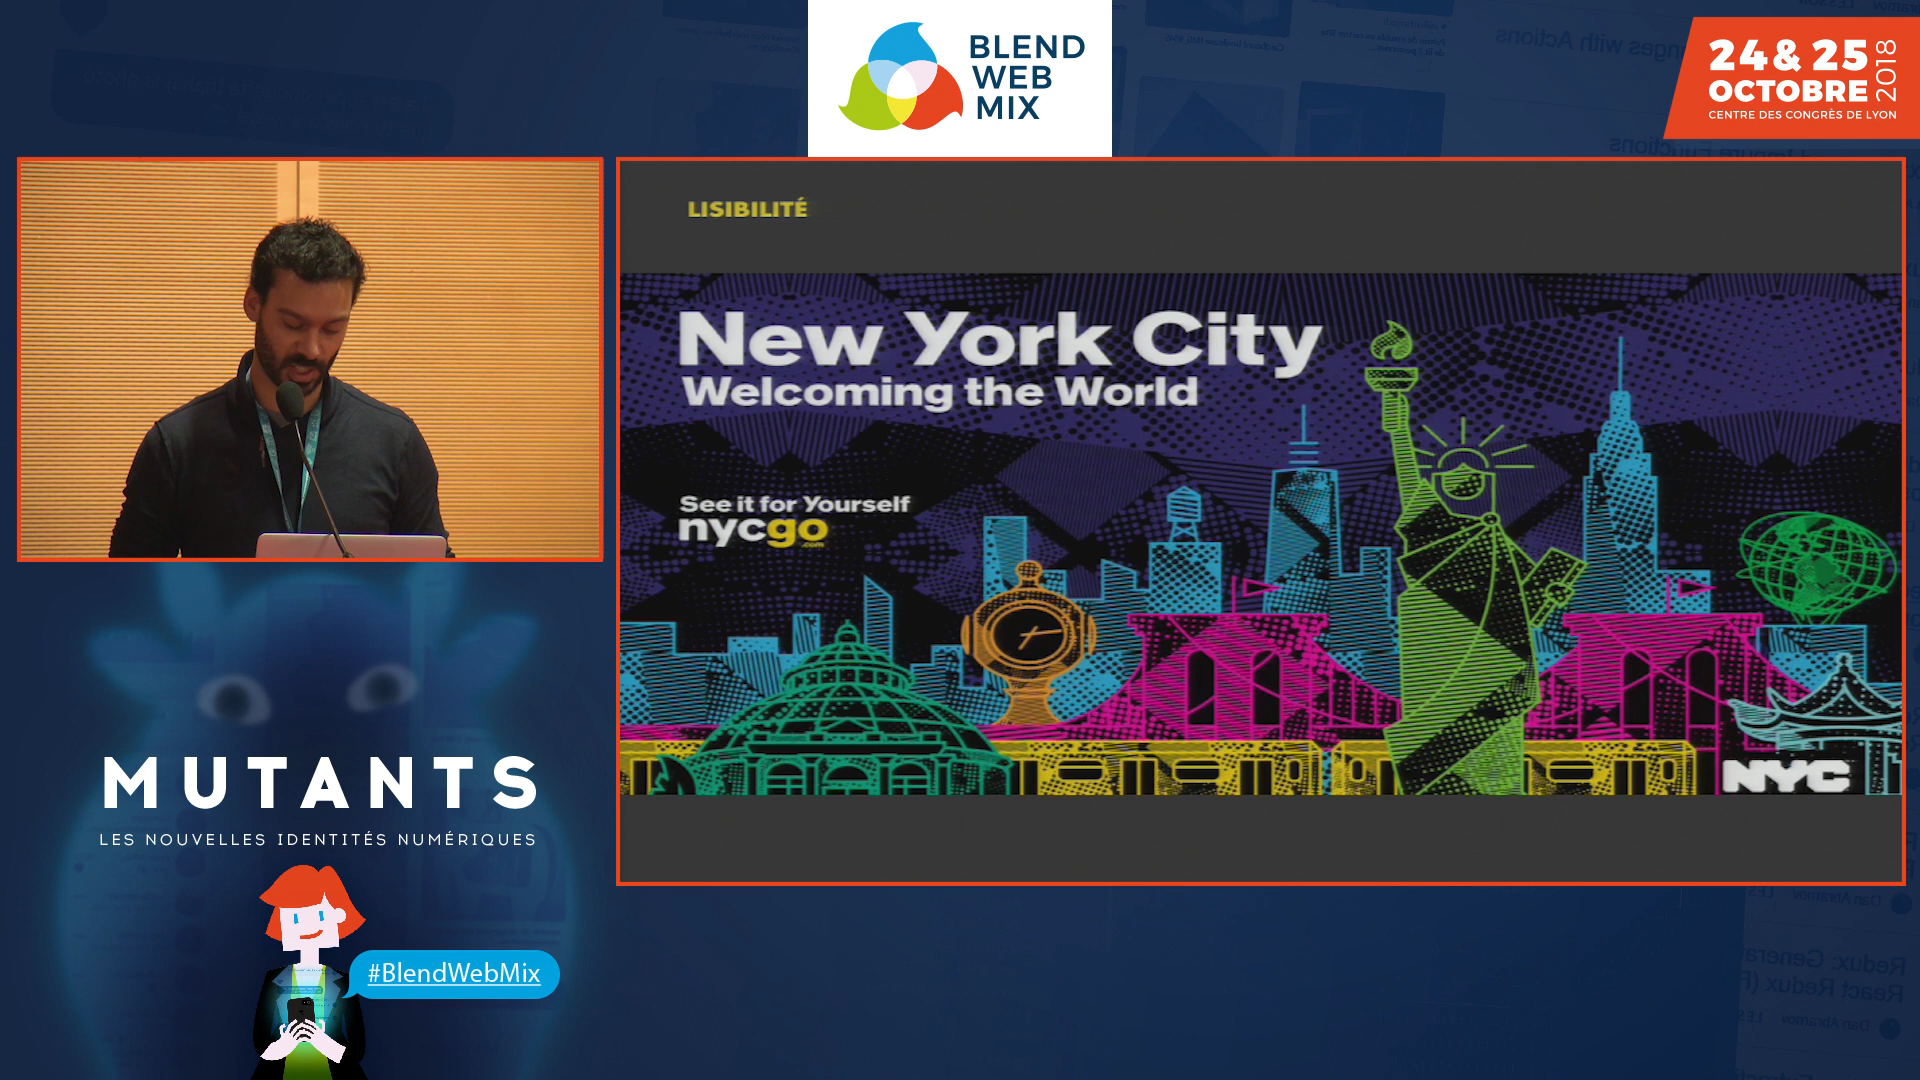 BLEND
WEB
MIX
24 & 25
OCTOBRE
2018
CENTRE DES CONGRÈS DE LYON
LISIBILITÉ
New York City
Welcoming the World
See it for Yourself
nycgo
.com
NYC
MUTANTS
LES NOUVELLES IDENTITÉS NUMÉRIQUES
#BlendWebMix